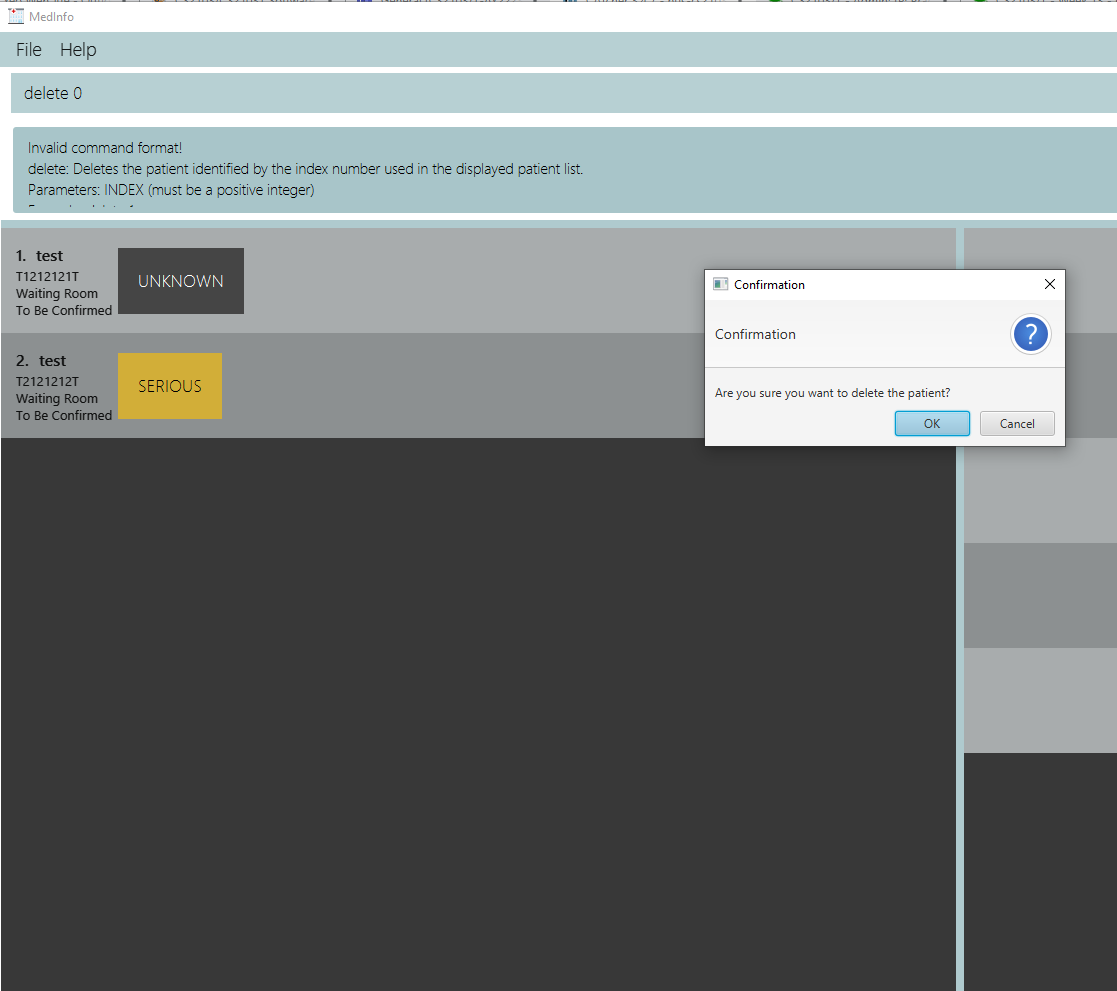 MedInfo
File Help
delete 0
Invalid command format!
delete: Deletes the patient identified by the index number used in the displayed patient list.
Parameters: INDEX (must be a positive integer)
1. test
T1212121T
Waiting Room
To Be Confirmed
UNKNOWN
2. test
T2121212T
Waiting Room
To Be Confirmed
SERIOUS
Confirmation
Confirmation
Are you sure you want to delete the patient?
OK Cancel